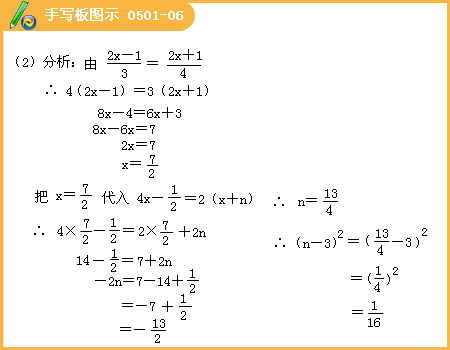 手写板图示 0501-06
(2) 分析: 由 (2x-1)/3 = (2x+1)/4
∴ 4(2x-1)=3(2x+1)
8x-4=6x+3
8x-6x=7
2x=7
x=7/2
把 x=7/2 代入 4x-1/2=2(x+n)
∴ 4×7/2-1/2=2×7/2+2n
14-1/2=7+2n
-2n=7-14+1/2
=-7+1/2
=-13/2
∴ n=13/4
∴ (n-3)²=(13/4-3)²
=(1/4)²
=1/16